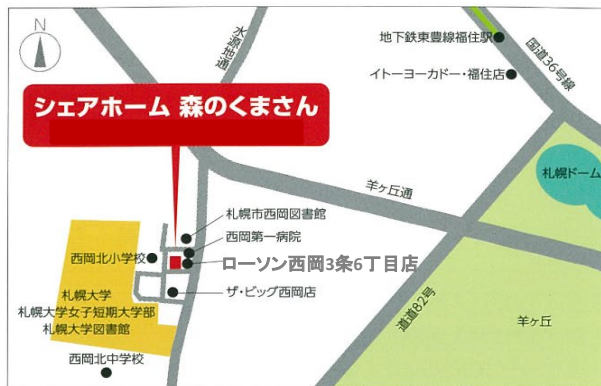 N
水源地通
地下鉄東豊線福住駅
国道36号線
イトーヨーカドー・福住店
シェアホーム 森のくまさん
札幌ドーム
羊ヶ丘通
札幌市西岡図書館
西岡第一病院
西岡北小学校
ローソン西岡3条6丁目店
札幌大学
札幌大学女子短期大学部
札幌大学図書館
ザ・ビッグ西岡店
道道82号
羊ヶ丘
西岡北中学校